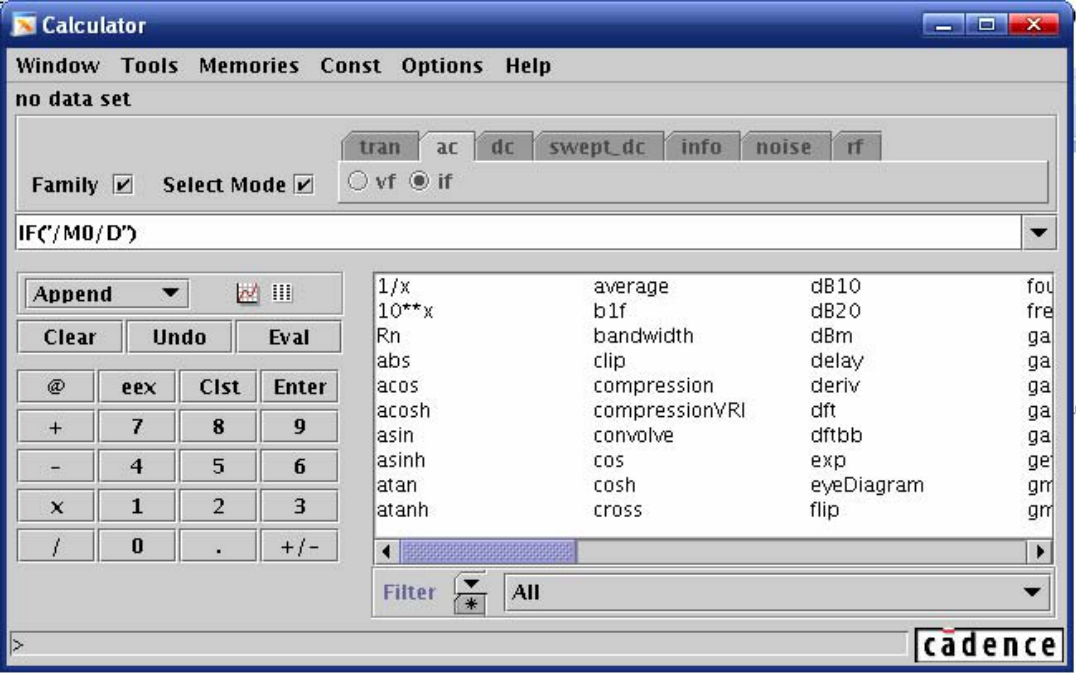 Calculator
Window Tools Memories Const Options Help
no data set
tran ac dc swept_dc info noise rf
Family Select Mode vf if
IF("/M0/D")
Append
Clear Undo Eval
@ eex Clst Enter
+ 7 8 9
- 4 5 6
x 1 2 3
/ 0 . +/-
1/x average dB10 fou
10**x b1f dB20 fre
Rn bandwidth dBm ga
abs clip delay ga
acos compression deriv ga
acosh compressionVRI dft ga
asin convolve dftbb ga
asinh cos exp ge
atan cosh eyeDiagram gm
atanh cross flip gm
Filter All
>
cādence